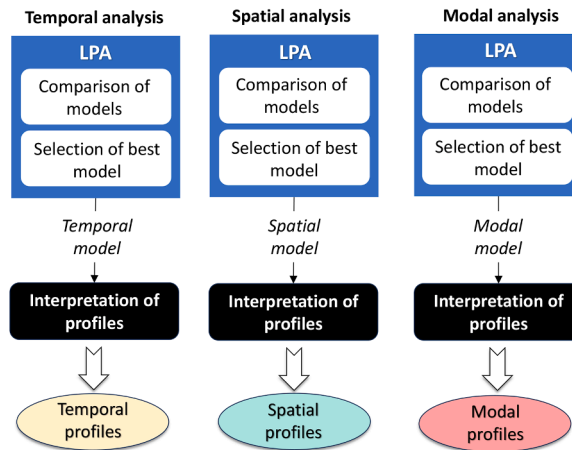 Temporal analysis
LPA
Comparison of
models
Selection of best
model
Temporal
model
Interpretation of
profiles
Temporal
profiles
Spatial analysis
LPA
Comparison of
models
Selection of best
model
Spatial
model
Interpretation of
profiles
Spatial
profiles
Modal analysis
LPA
Comparison of
models
Selection of best
model
Modal
model
Interpretation of
profiles
Modal
profiles